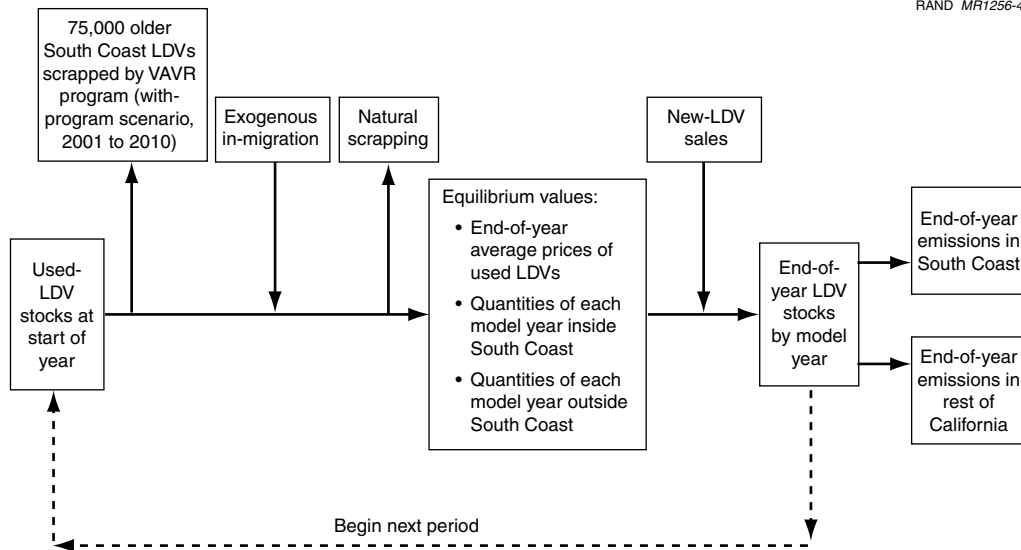 RAND MR1256-4
75,000 older
South Coast LDVs
scrapped by VAVR
program (with-
program scenario,
2001 to 2010)
Exogenous
in-migration
Natural
scrapping
New-LDV
sales
Used-
LDV
stocks at
start of
year
Equilibrium values:
• End-of-year
average prices of
used LDVs
• Quantities of each
model year inside
South Coast
• Quantities of each
model year outside
South Coast
End-of-
year LDV
stocks
by model
year
End-of-year
emissions in
South Coast
End-of-year
emissions in
rest of
California
Begin next period